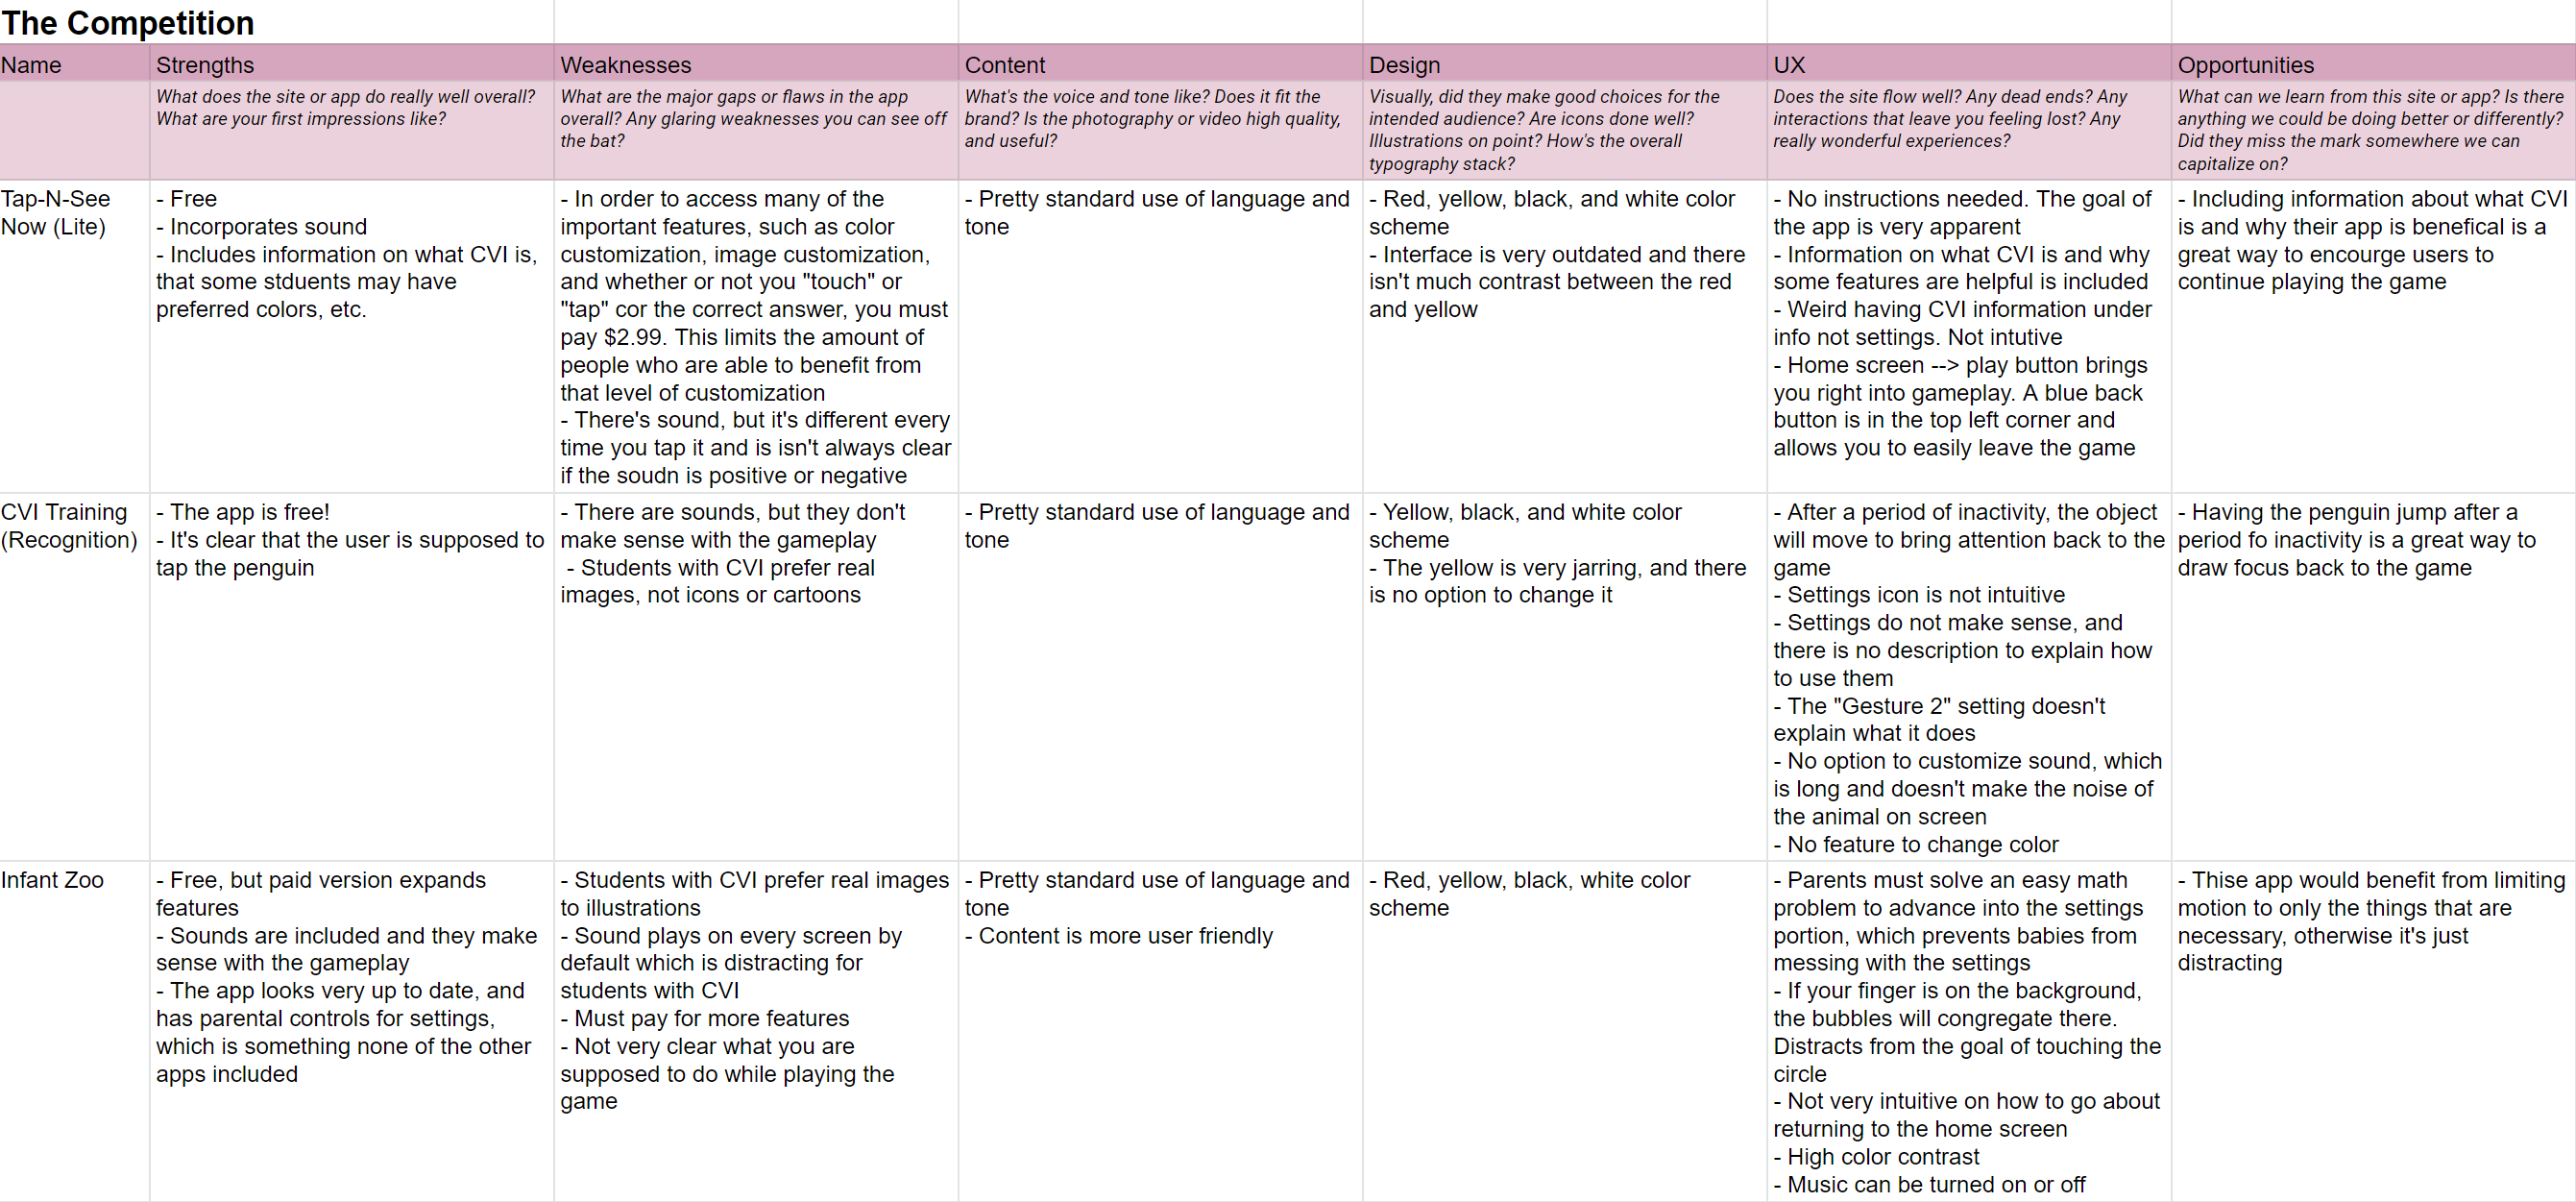 The Competition
Name
Strengths
Weaknesses
Content
Design
UX
Opportunities
What does the site or app do really well overall?
What are your first impressions like?
What are the major gaps or flaws in the app
overall? Any glaring weaknesses you can see off
the bat?
What's the voice and tone like? Does it fit the
brand? Is the photography or video high quality,
and useful?
Visually, did they make good choices for the
intended audience? Are icons done well?
Illustrations on point? How's the overall
typography stack?
Does the site flow well? Any dead ends? Any
interactions that leave you feeling lost? Any
really wonderful experiences?
What can we learn from this site or app? Is there
anything we could be doing better or differently?
Did they miss the mark somewhere we can
capitalize on?
Tap-N-See
Now (Lite)
- Free
- Incorporates sound
- Includes information on what CVI is,
that some stduents may have
preferred colors, etc.
- In order to access many of the
important features, such as color
customization, image customization,
and whether or not you "touch" or
"tap" cor the correct answer, you must
pay $2.99. This limits the amount of
people who are able to benefit from
that level of customization
- There's sound, but it's different every
time you tap it and is isn't always clear
if the soudn is positive or negative
- Pretty standard use of language and
tone
- Red, yellow, black, and white color
scheme
- Interface is very outdated and there
isn't much contrast between the red
and yellow
- No instructions needed. The goal of
the app is very apparent
- Information on what CVI is and why
some features are helpful is included
- Weird having CVI information under
info not settings. Not intutive
- Home screen --> play button brings
you right into gameplay. A blue back
button is in the top left corner and
allows you to easily leave the game
- Including information about what CVI
is and why their app is benefical is a
great way to encourge users to
continue playing the game
CVI Training
(Recognition)
- The app is free!
- It's clear that the user is supposed to
tap the penguin
- There are sounds, but they don't
make sense with the gameplay
- Students with CVI prefer real
images, not icons or cartoons
- Pretty standard use of language and
tone
- Yellow, black, and white color
scheme
- The yellow is very jarring, and there
is no option to change it
- After a period of inactivity, the object
will move to bring attention back to the
game
- Settings icon is not intuitive
- Settings do not make sense, and
there is no description to explain how
to use them
- The "Gesture 2" setting doesn't
explain what it does
- No option to customize sound, which
is long and doesn't make the noise of
the animal on screen
- No feature to change color
- Having the penguin jump after a
period fo inactivity is a great way to
draw focus back to the game
Infant Zoo
- Free, but paid version expands
features
- Sounds are included and they make
sense with the gameplay
- The app looks very up to date, and
has parental controls for settings,
which is something none of the other
apps included
- Students with CVI prefer real images
to illustrations
- Sound plays on every screen by
default which is distracting for
students with CVI
- Must pay for more features
- Not very clear what you are
supposed to do while playing the
game
- Pretty standard use of language and
tone
- Content is more user friendly
- Red, yellow, black, white color
scheme
- Parents must solve an easy math
problem to advance into the settings
portion, which prevents babies from
messing with the settings
- If your finger is on the background,
the bubbles will congregate there.
Distracts from the goal of touching the
circle
- Not very intuitive on how to go about
returning to the home screen
- High color contrast
- Music can be turned on or off
- Thise app would benefit from limiting
motion to only the things that are
necessary, otherwise it's just
distracting